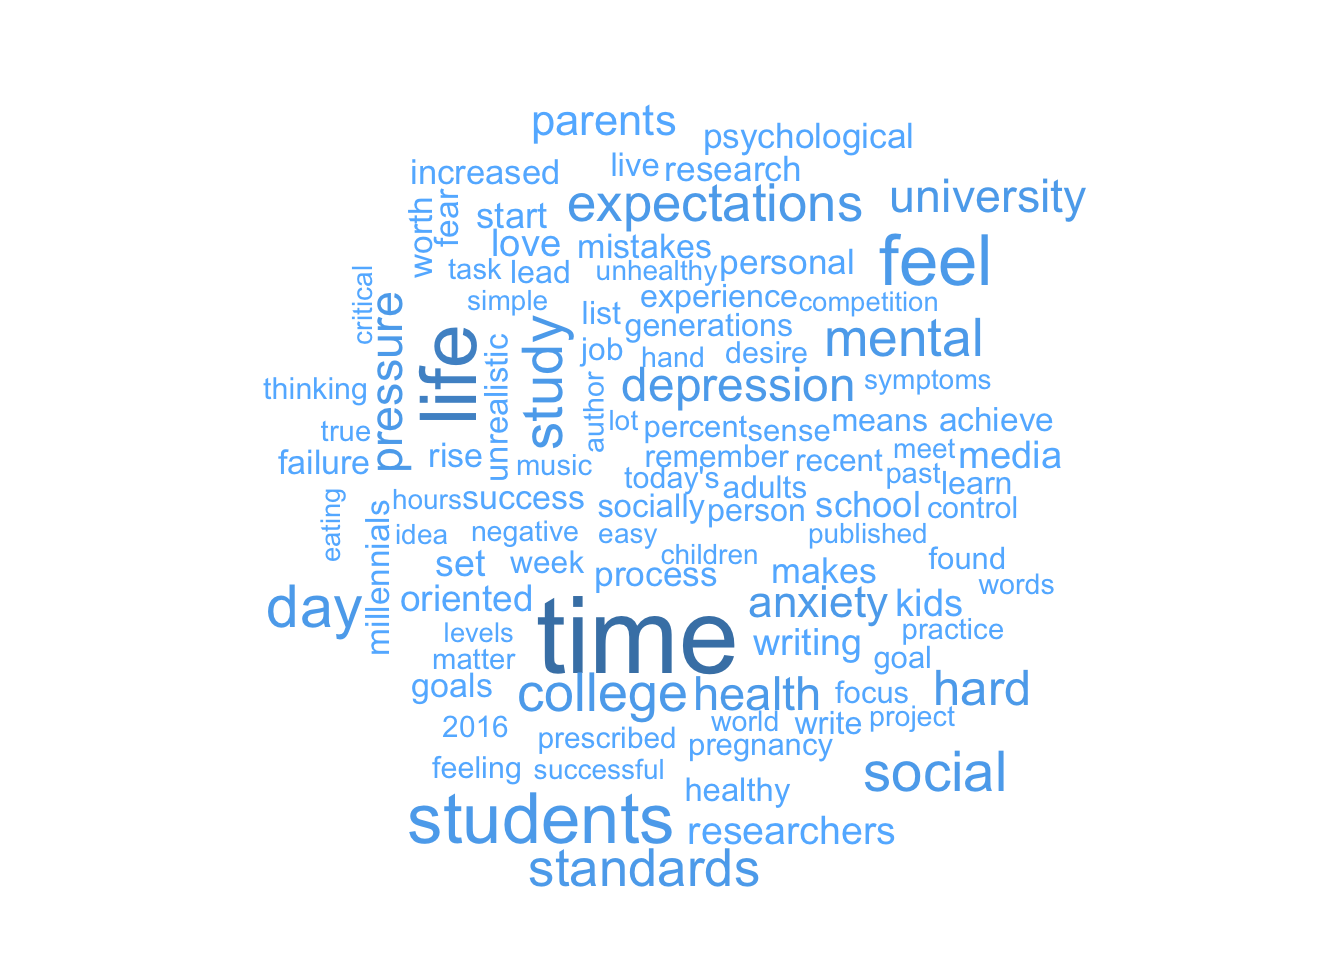 parents
psychological
increased
live
research
expectations
university
worth
fear
start
love
mistakes
feel
task
lead
unhealthy
personal
critical
simple
experience
competition
pressure
life
unrealistic
study
list
generations
mental
job
hand
desire
depression
symptoms
thinking
author
lot
percent
sense
means
achieve
true
failure
rise
music
remember
recent
meet
media
today's
adults
past
learn
eating
millennials
hours
success
socially
person
school
control
idea
negative
easy
published
children
found
set
week
process
makes
words
day
oriented
time
anxiety
kids
levels
writing
practice
matter
goal
goals
college
health
focus
hard
2016
prescribed
world
write
project
pregnancy
feeling
successful
healthy
social
students
researchers
standards